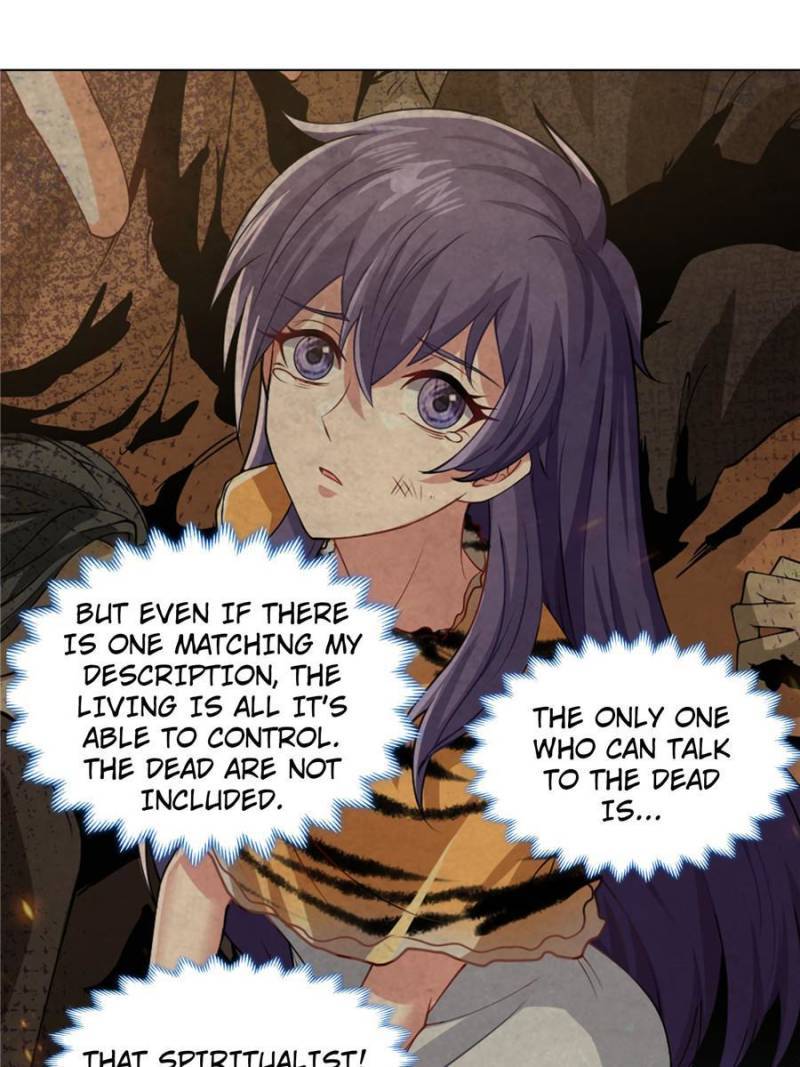 BUT EVEN IF THERE
IS ONE MATCHING MY
DESCRIPTION, THE
LIVING IS ALL IT'S
ABLE TO CONTROL.
THE DEAD ARE NOT
INCLUDED.
THE ONLY ONE
WHO CAN TALK
TO THE DEAD
IS...
THAT SPIRITUALIST!